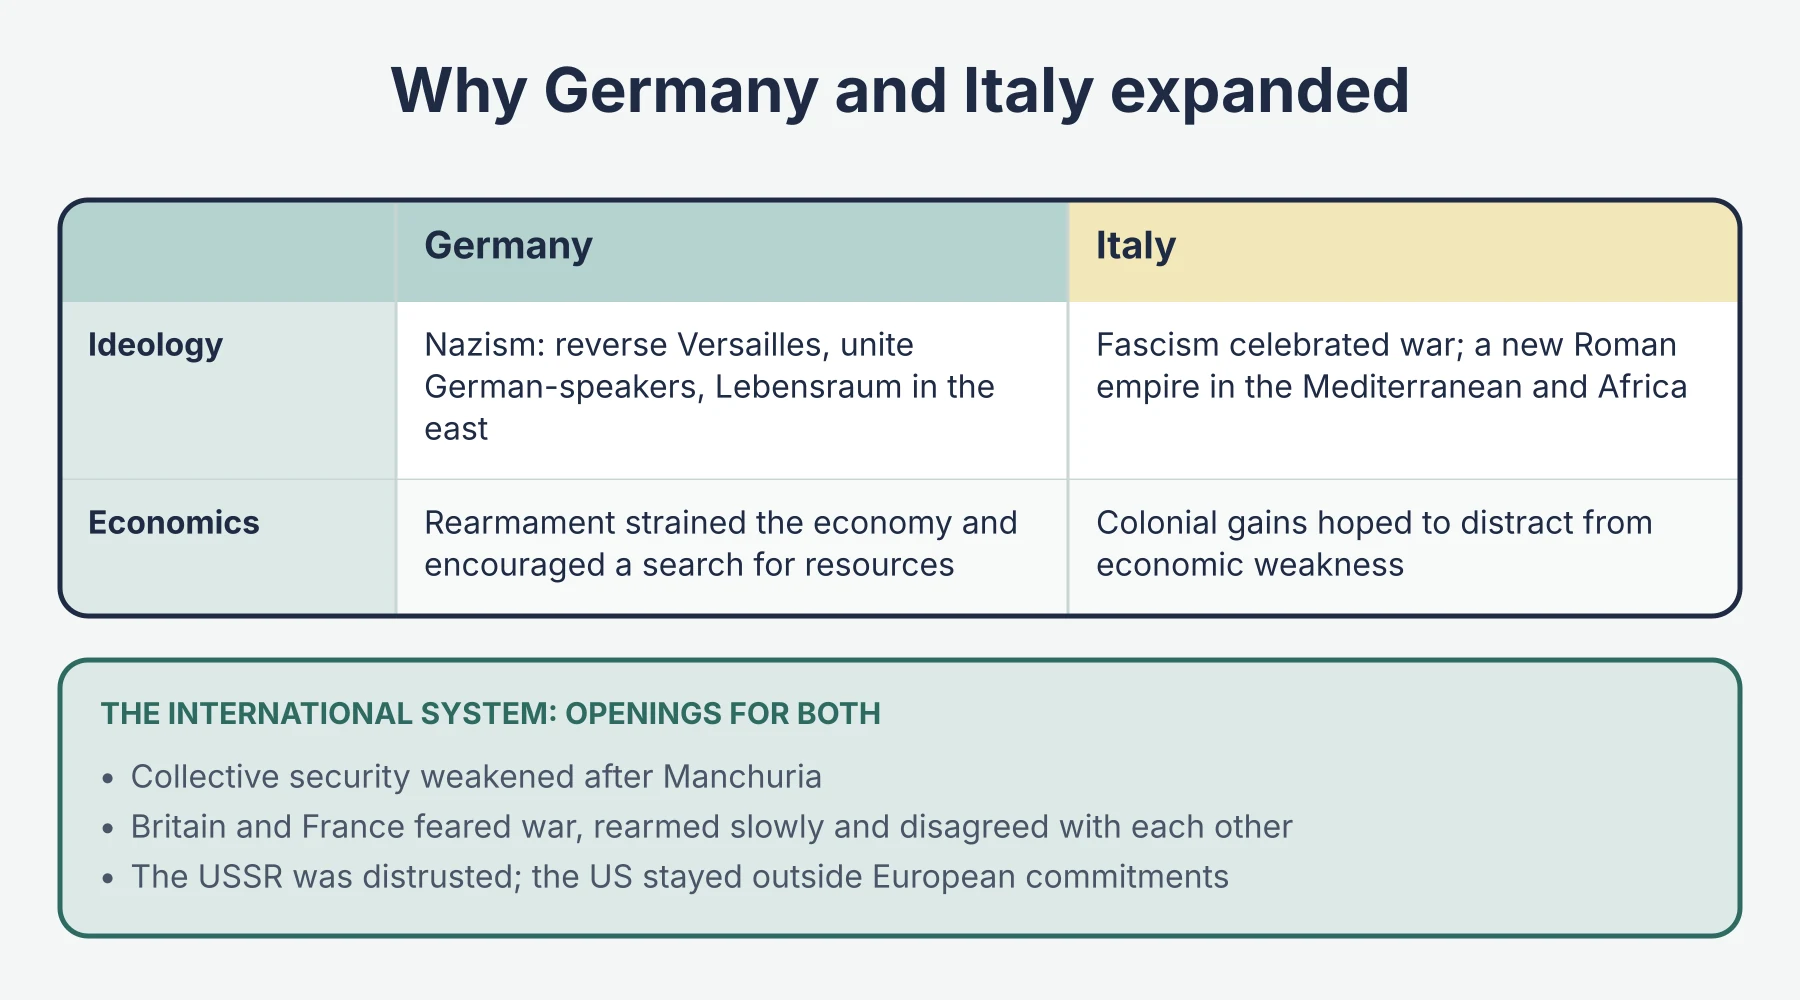 Why Germany and Italy expanded
Germany
Italy
Ideology
Nazism: reverse Versailles, unite
German-speakers, Lebensraum in the
east
Fascism celebrated war; a new Roman
empire in the Mediterranean and Africa
Economics
Rearmament strained the economy and
encouraged a search for resources
Colonial gains hoped to distract from
economic weakness
THE INTERNATIONAL SYSTEM: OPENINGS FOR BOTH
• Collective security weakened after Manchuria
• Britain and France feared war, rearmed slowly and disagreed with each other
• The USSR was distrusted; the US stayed outside European commitments